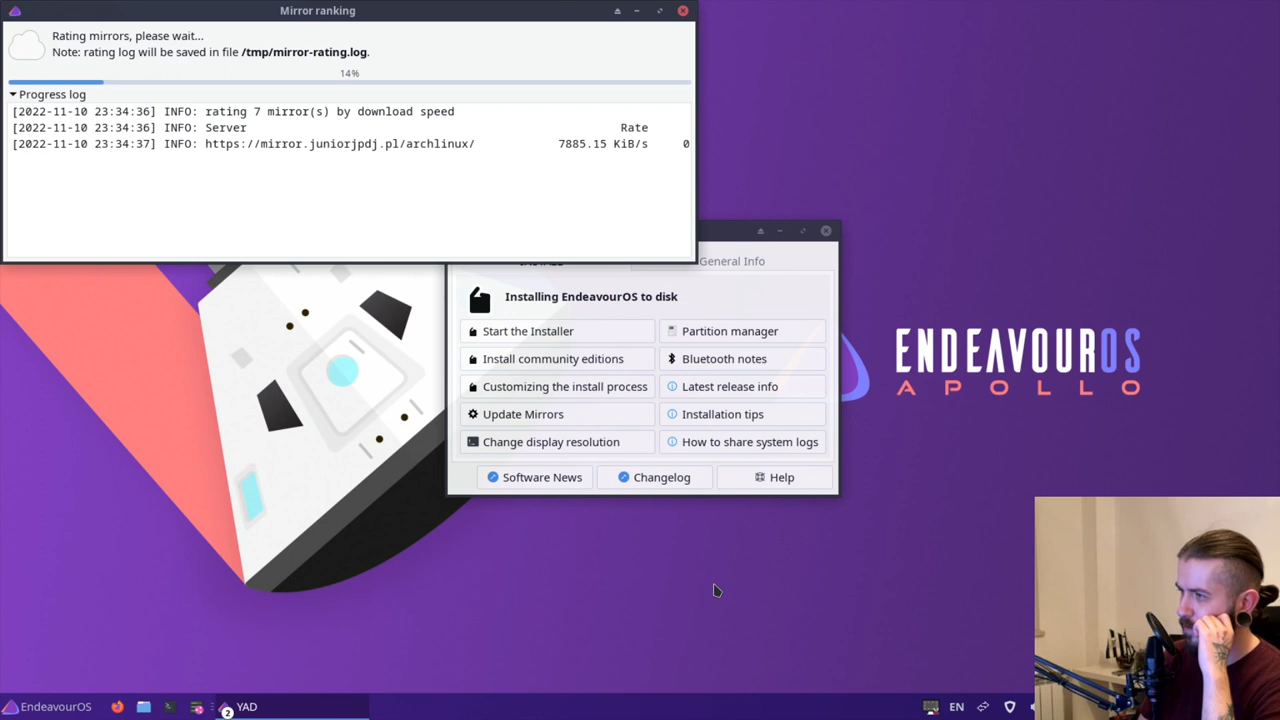 Mirror ranking
Rating mirrors, please wait...
Note: rating log will be saved in file /tmp/mirror-rating.log.
14%
Progress log
[2022-11-10 23:34:36] INFO: rating 7 mirror(s) by download speed
[2022-11-10 23:34:36] INFO: Server Rate
[2022-11-10 23:34:37] INFO: https://mirror.juniorjpdj.pl/archlinux/ 7885.15 KiB/s 0
General Info
Installing EndeavourOS to disk
Start the Installer Partition manager
Install community editions Bluetooth notes
Customizing the install process Latest release info
Update Mirrors Installation tips
Change display resolution How to share system logs
Software News Changelog Help
ENDEAVOUROS
APOLLO
EndeavourOS 2 YAD EN